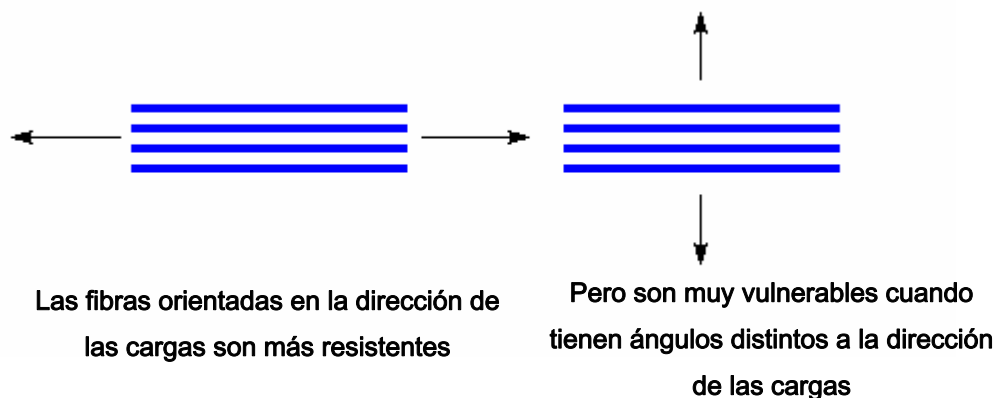 Las fibras orientadas en la dirección de
las cargas son más resistentes
Pero son muy vulnerables cuando
tienen ángulos distintos a la dirección
de las cargas